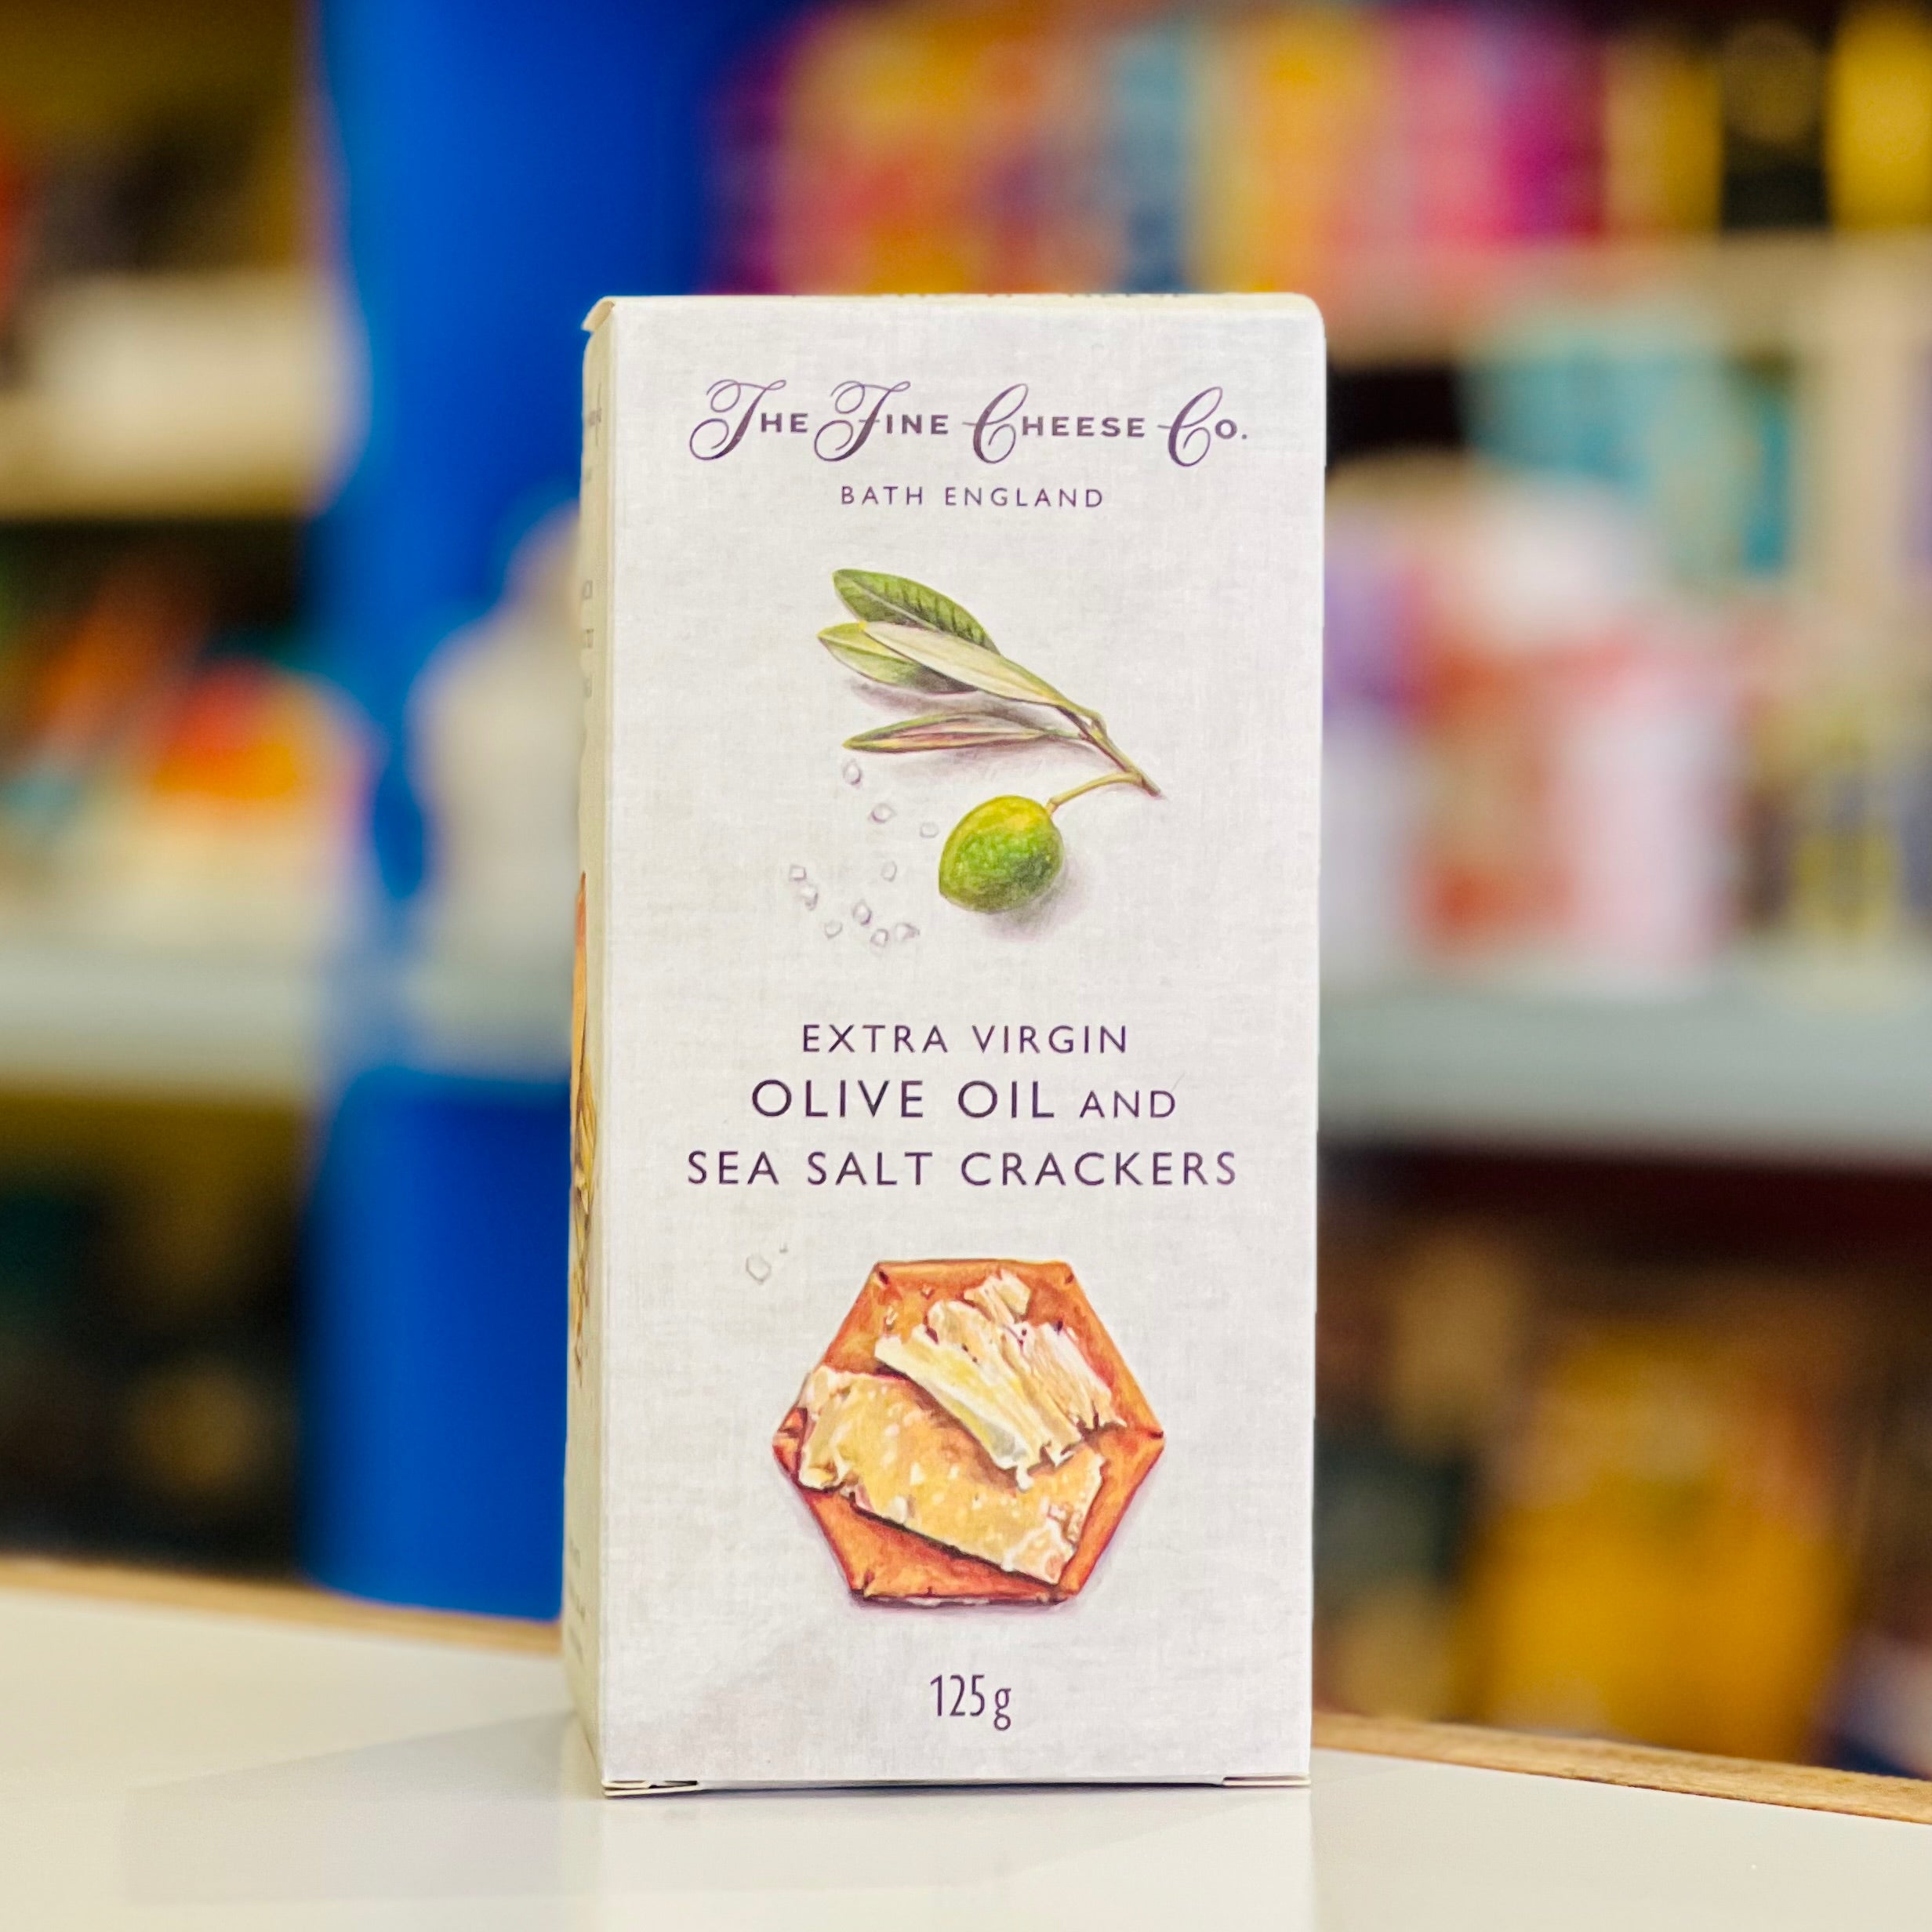 The Fine Cheese Co.
BATH ENGLAND
EXTRA VIRGIN
OLIVE OIL AND
SEA SALT CRACKERS
125g